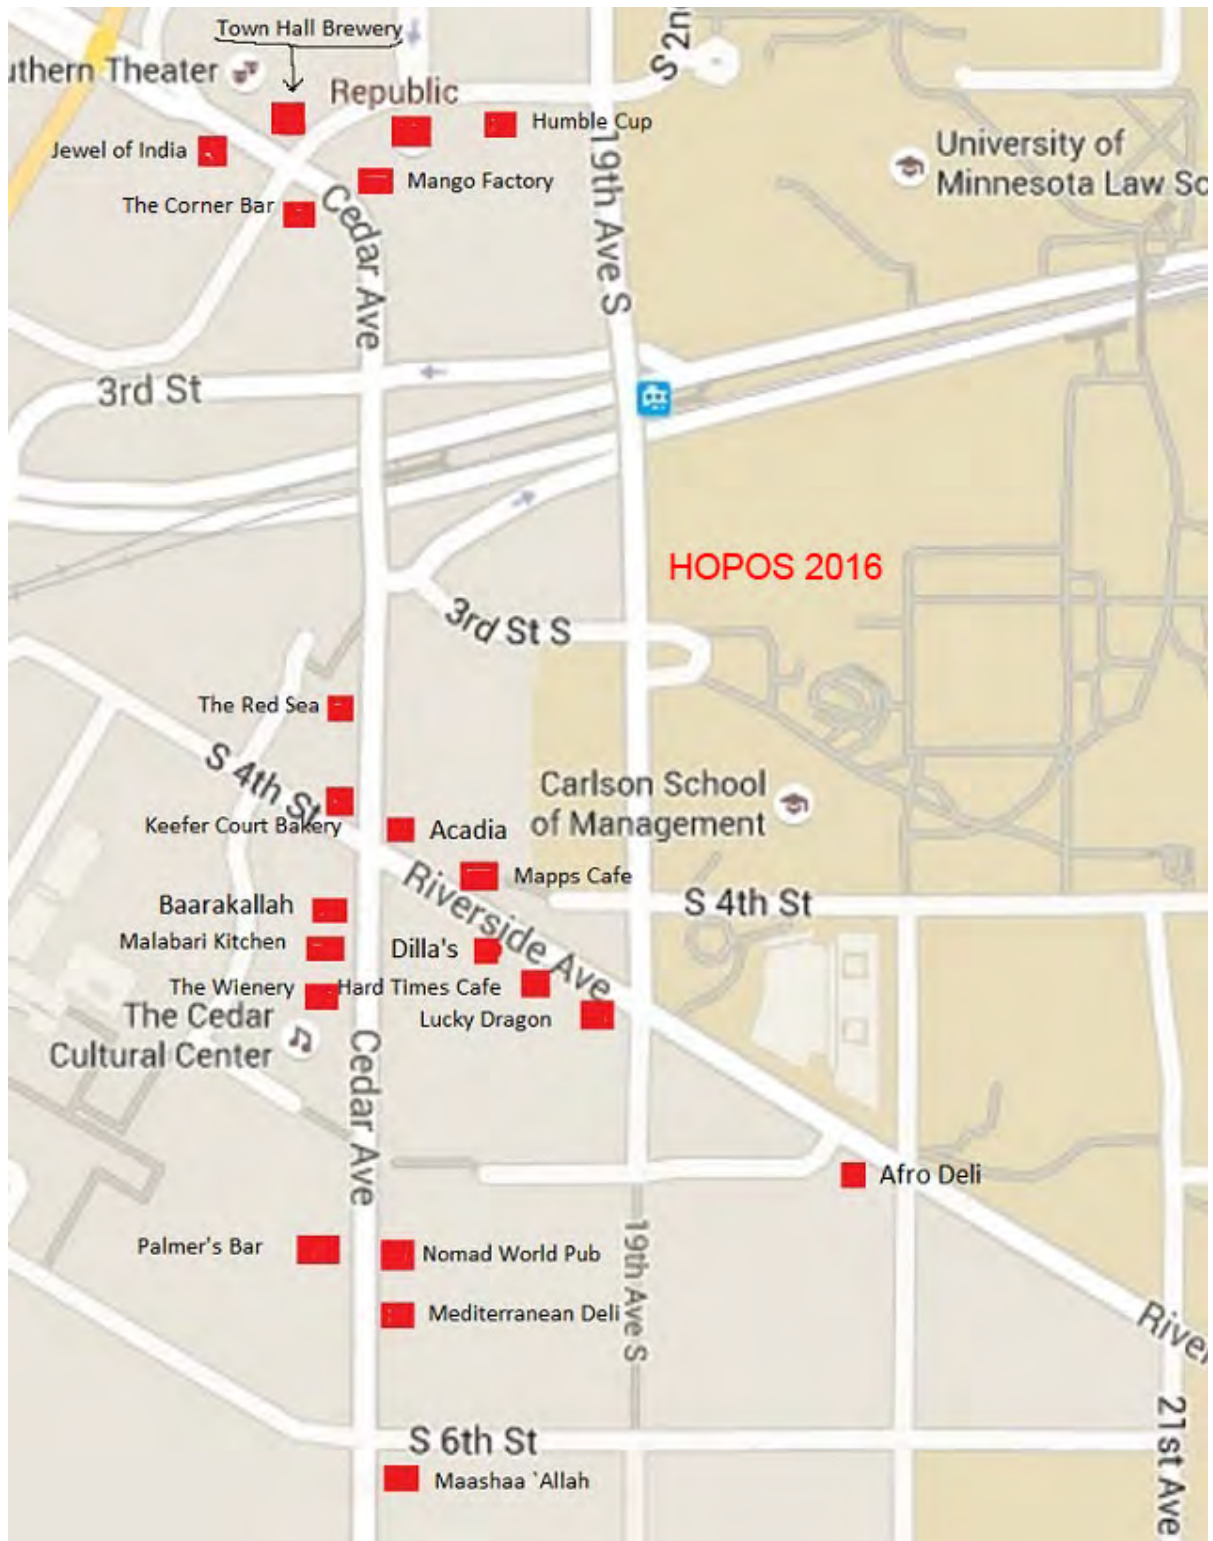 Town Hall Brewery
uthern Theater
S 2n
Republic
Humble Cup
Jewel of India
19th Ave S
University of
Minnesota Law Sc
Mango Factory
The Corner Bar
Cedar Ave
3rd St
HOPOS 2016
3rd St S
The Red Sea
S 4th St
Carlson School
of Management
Keefer Court Bakery
Acadia
Riverside Ave
Mapps Cafe
S 4th St
Baarakallah
Malabari Kitchen
Dilla's
The Wienery
Hard Times Cafe
Lucky Dragon
The Cedar
Cultural Center
Cedar Ave
Afro Deli
Palmer's Bar
Nomad World Pub
19th Ave S
Mediterranean Deli
River
21st Ave
S 6th St
Maashaa `Allah